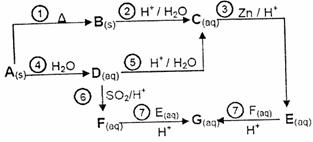 ① Δ ② H⁺ / H₂O ③ Zn / H⁺
B(s) C(aq)
④ H₂O ⑤ H⁺ / H₂O
A(s) D(aq)
⑥ SO₂/H⁺
⑦ E(aq) ⑦ F(aq)
F(aq) G(aq) E(aq)
H⁺ H⁺